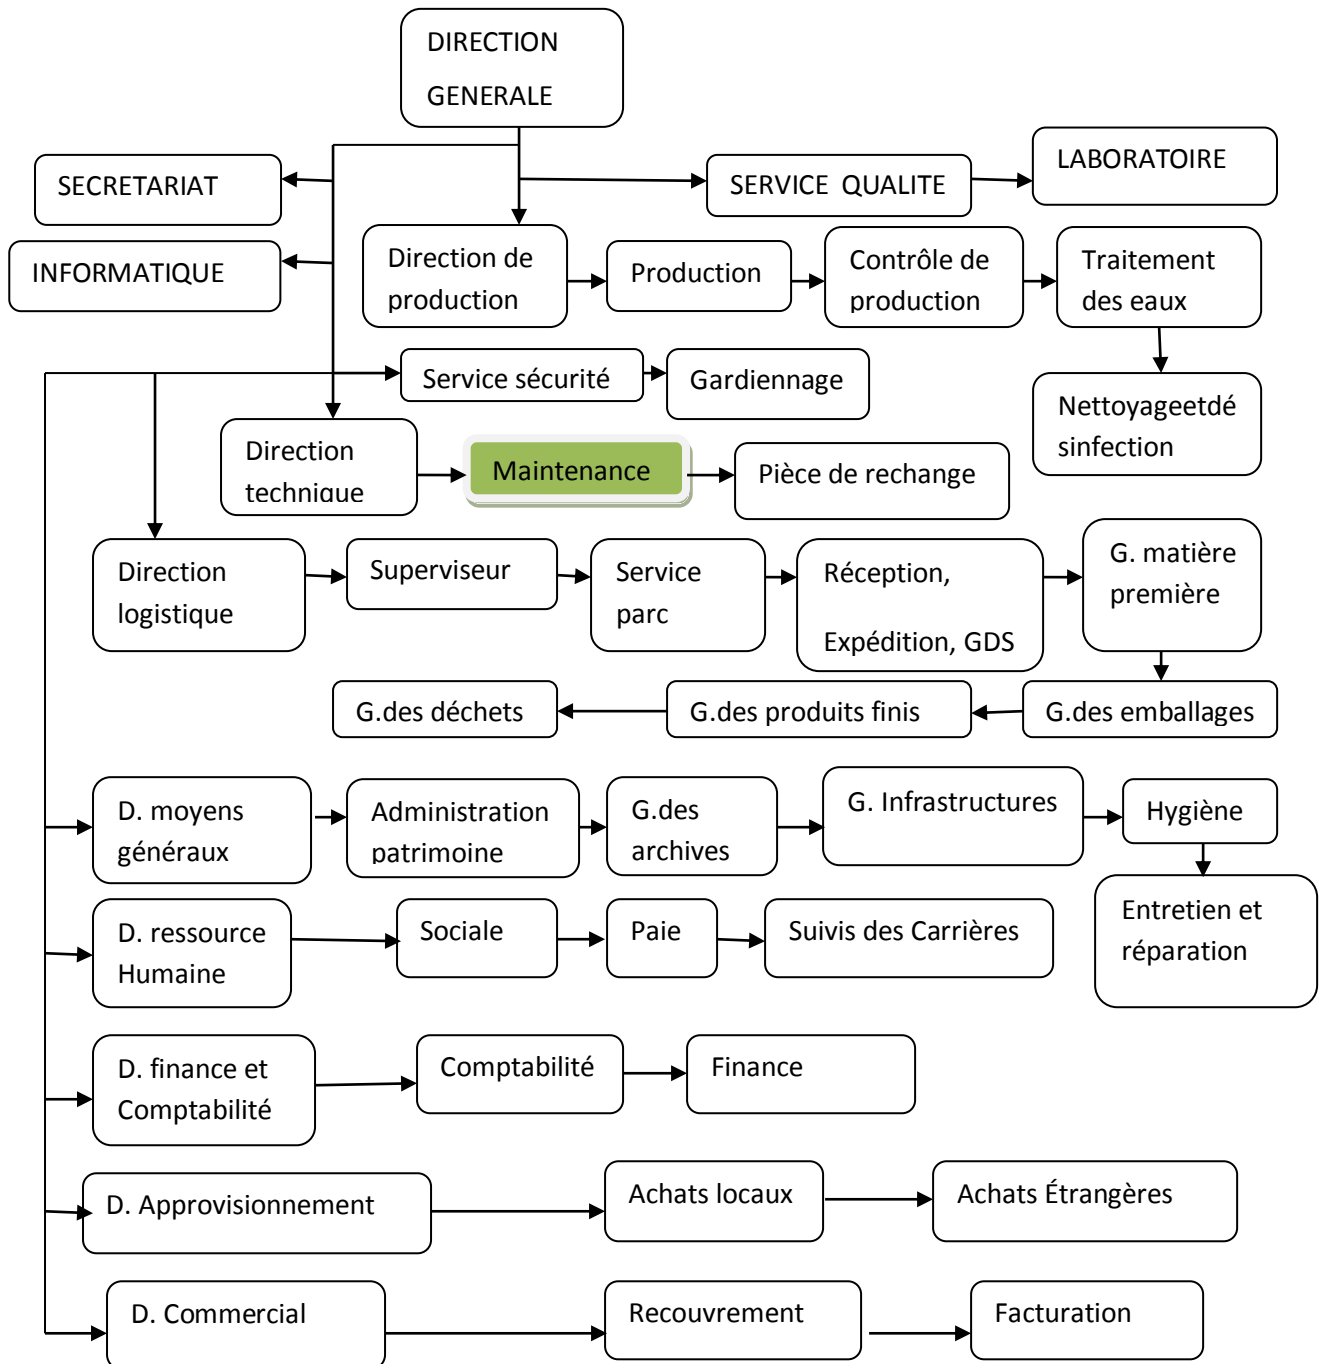 DIRECTION
GENERALE
SECRETARIAT
SERVICE QUALITE
LABORATOIRE
INFORMATIQUE
Direction de
production
Production
Contrôle de
production
Traitement
des eaux
Service sécurité
Gardiennage
Nettoyageetdé
sinfection
Direction
technique
Maintenance
Pièce de rechange
Direction
logistique
Superviseur
Service
parc
Réception,
Expédition, GDS
G. matière
première
G.des déchets
G.des produits finis
G.des emballages
D. moyens
généraux
Administration
patrimoine
G.des
archives
G. Infrastructures
Hygiène
Entretien et
réparation
D. ressource
Humaine
Sociale
Paie
Suivis des Carrières
D. finance et
Comptabilité
Comptabilité
Finance
D. Approvisionnement
Achats locaux
Achats Étrangères
D. Commercial
Recouvrement
Facturation